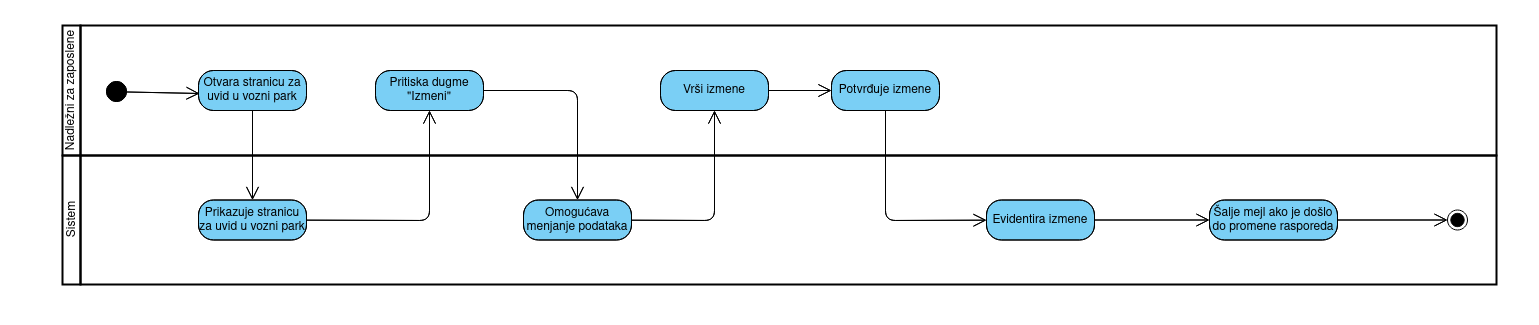 Nadležni za zaposlene
Otvara stranicu za
uvid u vozni park
Pritiska dugme
"Izmeni"
Vrši izmene
Potvrđuje izmene
Sistem
Prikazuje stranicu
za uvid u vozni park
Omogućava
menjanje podataka
Evidentira izmene
Šalje mejl ako je došlo
do promene rasporeda